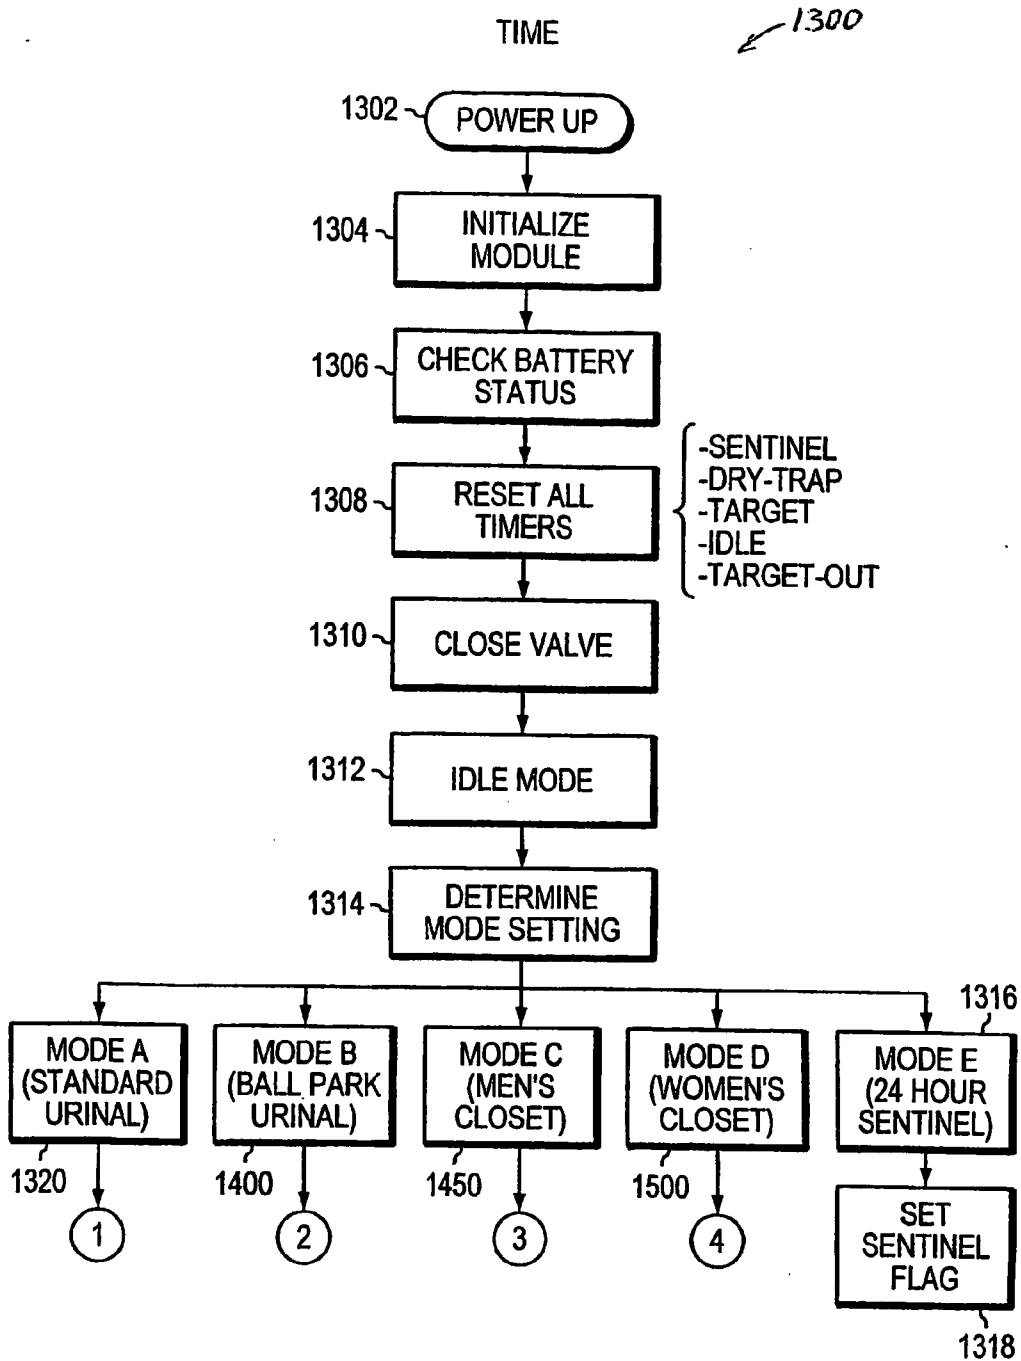 TIME
1300
1302
POWER UP
1304
INITIALIZE
MODULE
1306
CHECK BATTERY
STATUS
1308
RESET ALL
TIMERS
-SENTINEL
-DRY-TRAP
-TARGET
-IDLE
-TARGET-OUT
1310
CLOSE VALVE
1312
IDLE MODE
1314
DETERMINE
MODE SETTING
MODE A
(STANDARD
URINAL)
1320
1
MODE B
(BALL PARK
URINAL)
1400
2
MODE C
(MEN'S
CLOSET)
1450
3
MODE D
(WOMEN'S
CLOSET)
1500
4
1316
MODE E
(24 HOUR
SENTINEL)
SET
SENTINEL
FLAG
1318